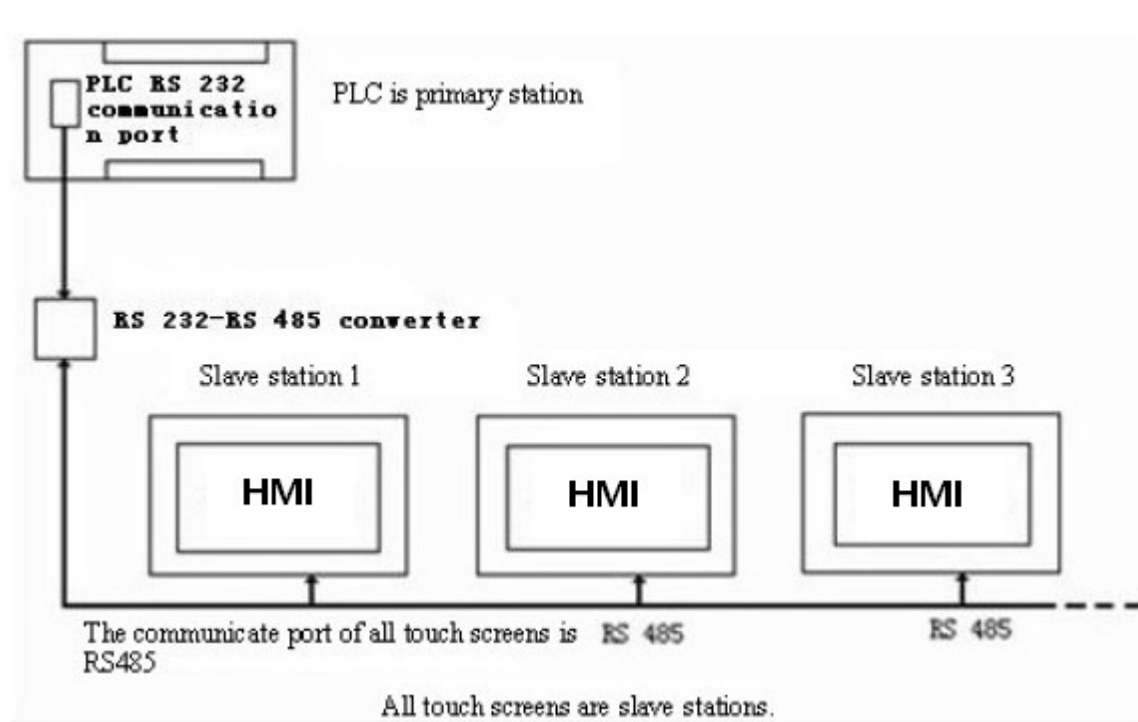 PLC RS 232
communicatio
n port
PLC is primary station
RS 232-RS 485 converter
Slave station 1
Slave station 2
Slave station 3
HMI
HMI
HMI
The communicate port of all touch screens is
RS485
RS 485
RS 485
All touch screens are slave stations.